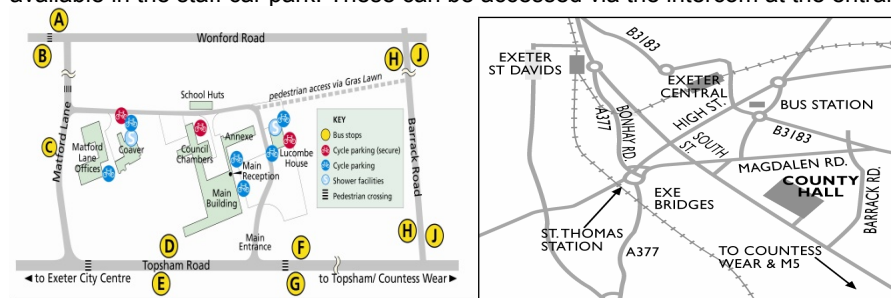 available in the staff car park. These can be accessed via the intercom at the entran
A
B
Wonford Road
H
J
pedestrian access via Gras Lawn
School Huts
Matford Lane
C
Matford
Lane
Offices
Coaver
S
Council
Chambers
Annexe
S
Lucombe
House
Main
Reception
Main
Building
Main
Entrance
KEY
Bus stops
Cycle parking (secure)
Cycle parking
S
Shower facilities
Pedestrian crossing
Barrack Road
H
J
D
E
F
G
Topsham Road
◄ to Exeter City Centre
to Topsham/ Countess Wear ►
EXETER
ST DAVIDS
B3183
EXETER
CENTRAL
A377
BONHAY RD.
HIGH ST.
SOUTH
ST.
BUS STATION
B3183
MAGDALEN RD.
COUNTY
HALL
BARRACK RD.
EXE
BRIDGES
ST.THOMAS
STATION
A377
TO COUNTESS
WEAR & M5